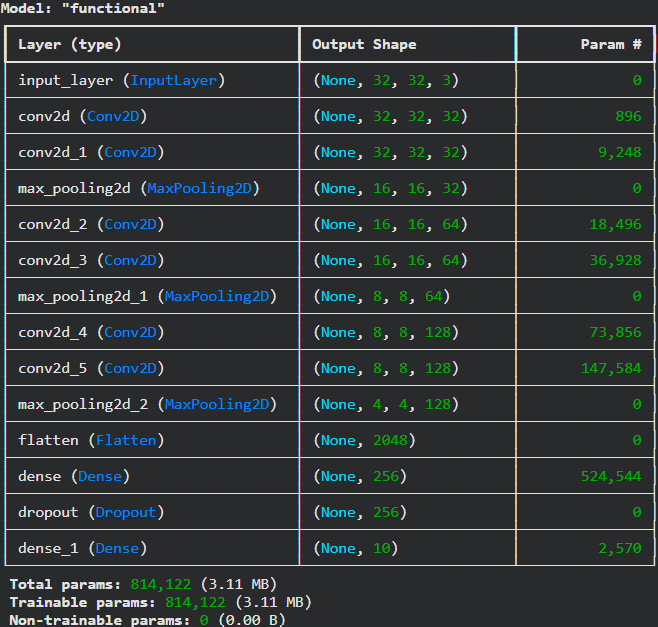 Model: "functional"
Layer (type) Output Shape Param #
input_layer (InputLayer) (None, 32, 32, 3) 0
conv2d (Conv2D) (None, 32, 32, 32) 896
conv2d_1 (Conv2D) (None, 32, 32, 32) 9,248
max_pooling2d (MaxPooling2D) (None, 16, 16, 32) 0
conv2d_2 (Conv2D) (None, 16, 16, 64) 18,496
conv2d_3 (Conv2D) (None, 16, 16, 64) 36,928
max_pooling2d_1 (MaxPooling2D) (None, 8, 8, 64) 0
conv2d_4 (Conv2D) (None, 8, 8, 128) 73,856
conv2d_5 (Conv2D) (None, 8, 8, 128) 147,584
max_pooling2d_2 (MaxPooling2D) (None, 4, 4, 128) 0
flatten (Flatten) (None, 2048) 0
dense (Dense) (None, 256) 524,544
dropout (Dropout) (None, 256) 0
dense_1 (Dense) (None, 10) 2,570
Total params: 814,122 (3.11 MB)
Trainable params: 814,122 (3.11 MB)
Non-trainable params: 0 (0.00 B)